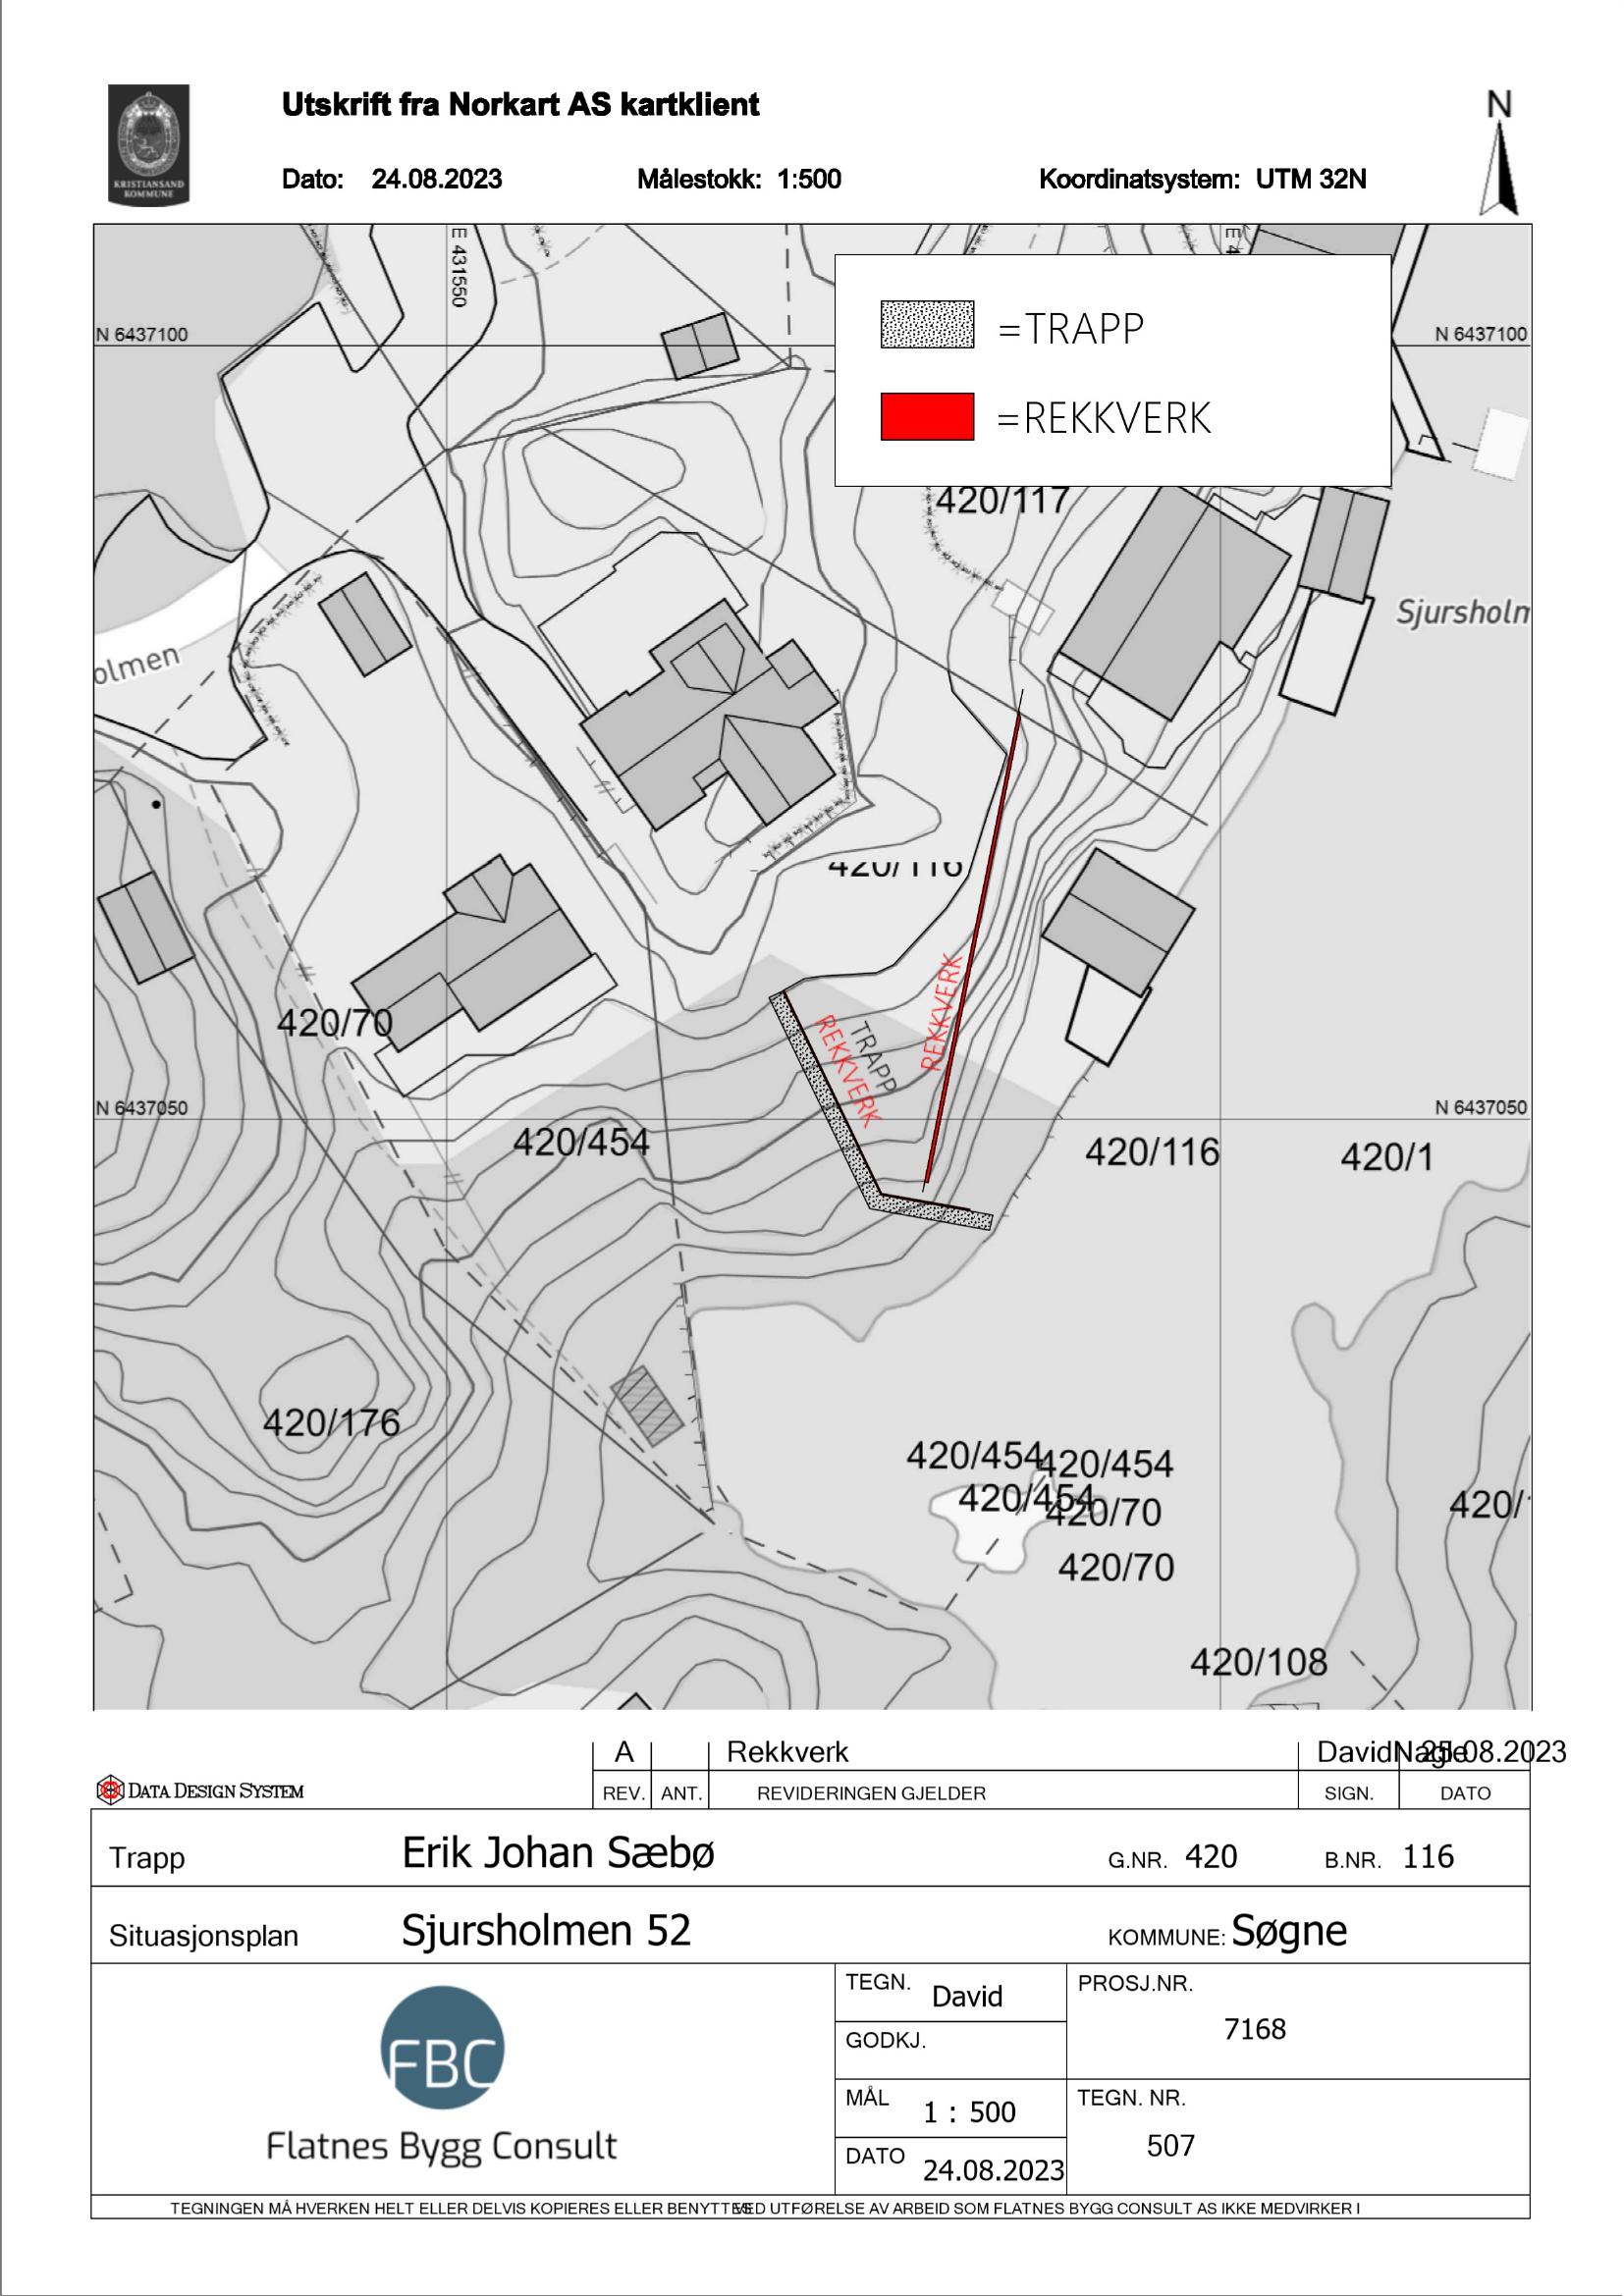 KRISTIANSAND
KOMMUNE
Utskrift fra Norkart AS kartklient
Dato: 24.08.2023 Målestokk: 1:500 Koordinatsystem: UTM 32N
N
E 431550
E 4
=TRAPP
=REKKVERK
N 6437100
N 6437100
420/117
Sjursholm
olmen
420/116
420/70
REKKVERK
TRAPP
REKKVERK
N 6437050
N 6437050
420/454
420/116
420/1
420/176
420/454
420/454
420/454
420/70
420/
420/70
420/108
A Rekkverk DavidNagle 25.08.2023
DATA DESIGN SYSTEM
REV. ANT. REVIDERINGEN GJELDER SIGN. DATO
Trapp Erik Johan Sæbø G.NR. 420 B.NR. 116
Situasjonsplan Sjursholmen 52 KOMMUNE: Søgne
FBC
Flatnes Bygg Consult
TEGN. David
GODKJ.
MÅL 1 : 500
DATO 24.08.2023
PROSJ.NR.
7168
TEGN. NR.
507
TEGNINGEN MÅ HVERKEN HELT ELLER DELVIS KOPIERES ELLER BENYTTES VED UTFØRELSE AV ARBEID SOM FLATNES BYGG CONSULT AS IKKE MEDVIRKER I